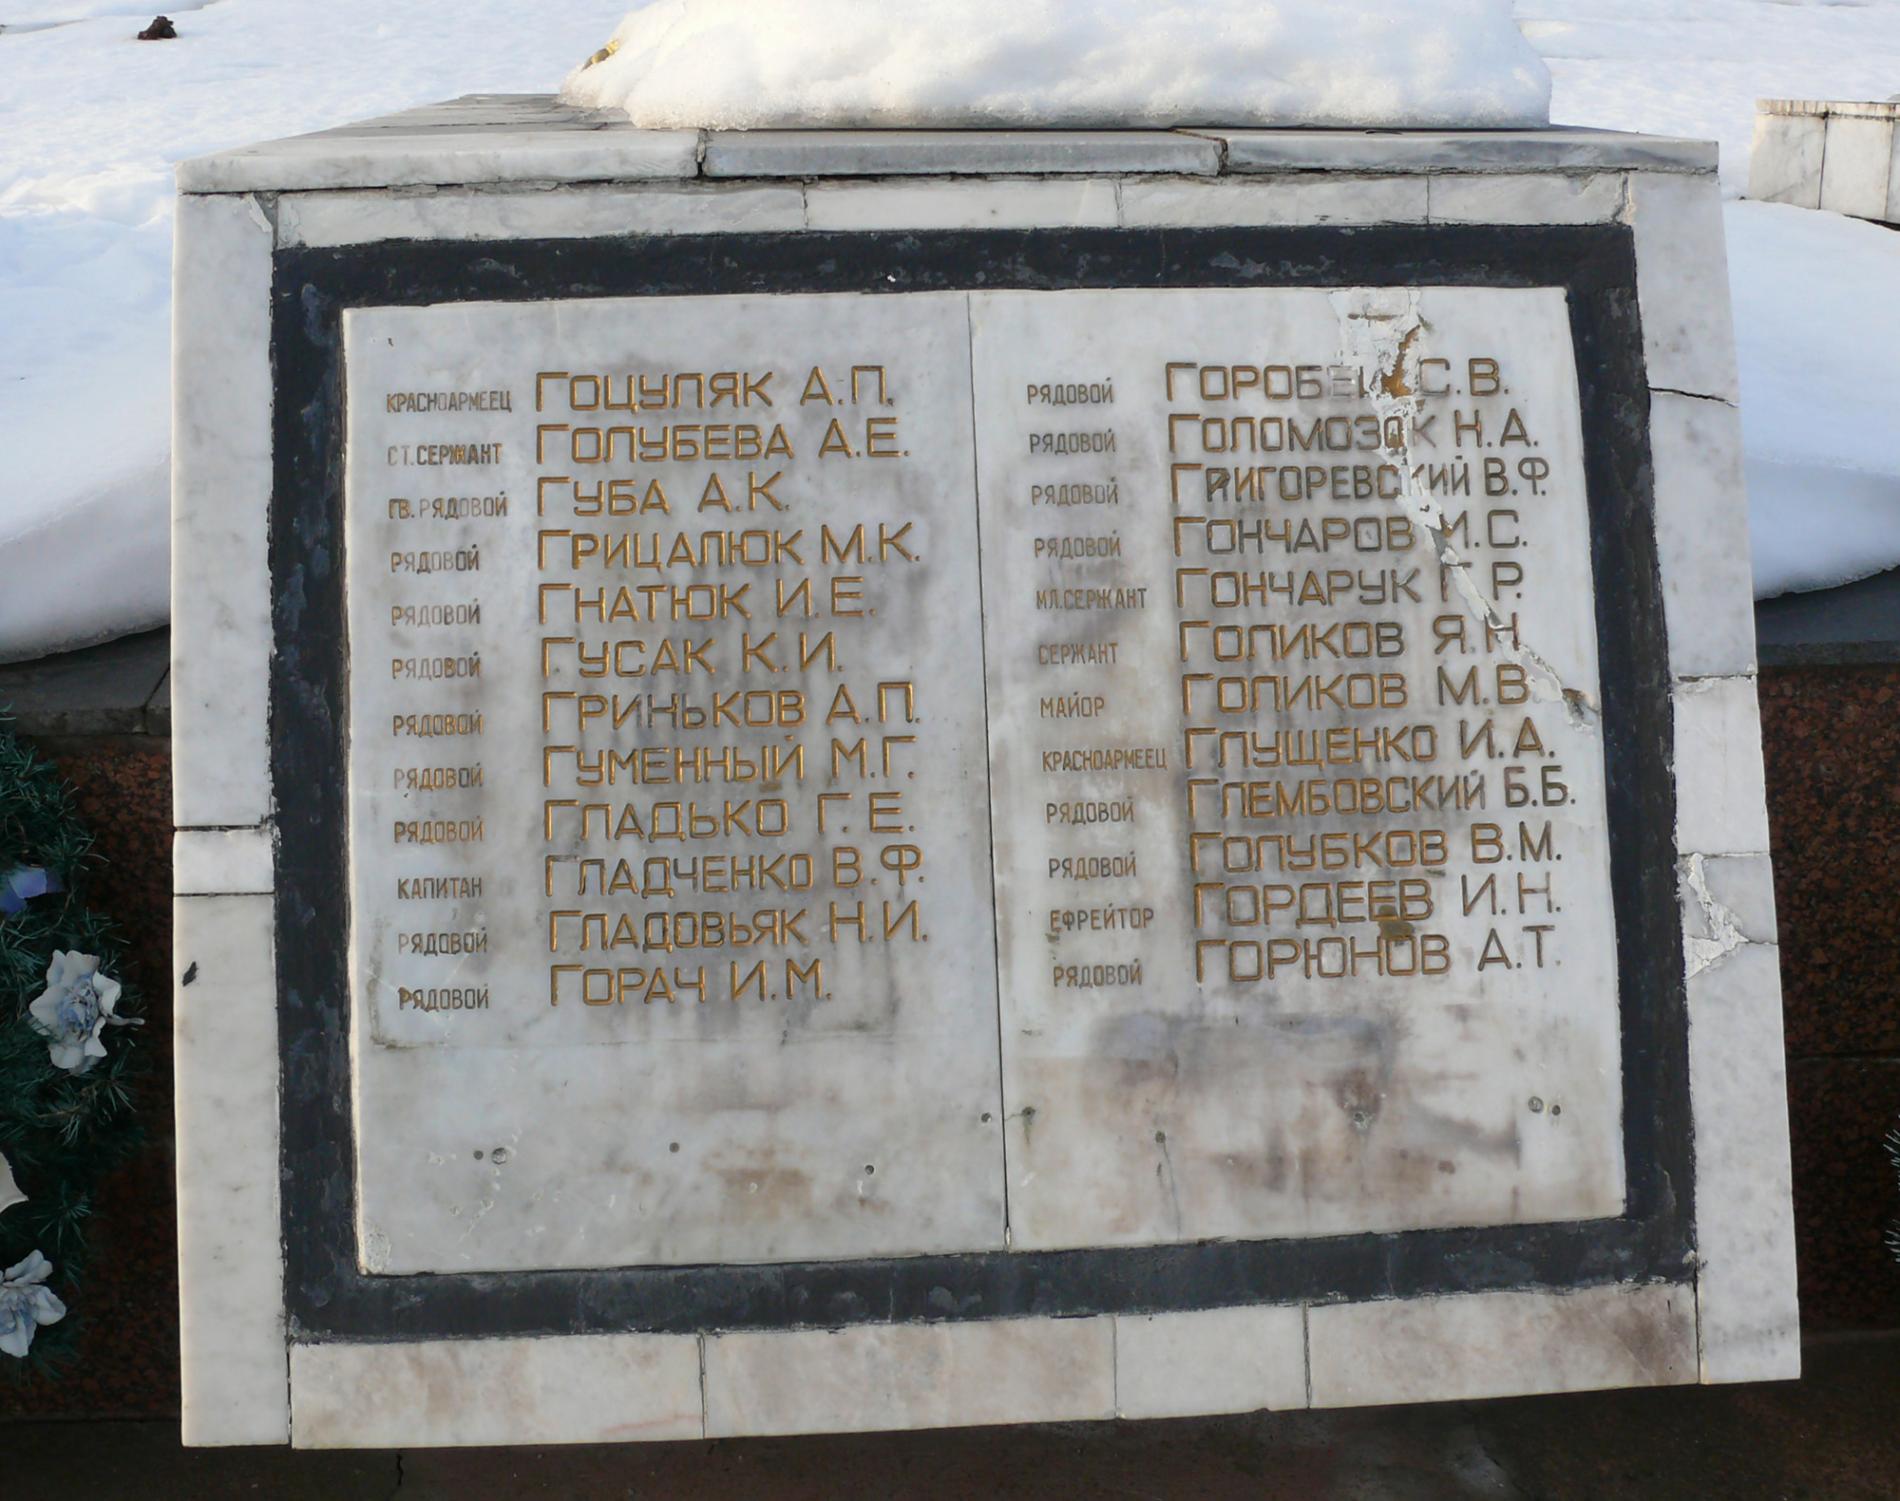 КРАСНОАРМЕЕЦ ГОЦУЛЯК А.П.
СТ.СЕРЖАНТ ГОЛУБЕВА А.Е.
ГВ.РЯДОВОЙ ГУБА А.К.
РЯДОВОЙ ГРИЦАЛЮК М.К.
РЯДОВОЙ ГНАТЮК И.Е.
РЯДОВОЙ ГУСАК К.И.
РЯДОВОЙ ГРИНЬКОВ А.П.
РЯДОВОЙ ГУМЕННЫЙ М.Г.
РЯДОВОЙ ГЛАДЬКО Г.Е.
КАПИТАН ГЛАДЧЕНКО В.Ф.
РЯДОВОЙ ГЛАДОВЬЯК Н.И.
РЯДОВОЙ ГОРАЧ И.М.
РЯДОВОЙ С.В.
РЯДОВОЙ ГОЛОМОЗОК Н.А.
РЯДОВОЙ ГРИГОРЕВСКИЙ В.Ф.
РЯДОВОЙ ГОНЧАРОВ И.С.
МЛ.СЕРЖАНТ ГОНЧАРУК Г.Р.
СЕРЖАНТ ГОЛИКОВ Я.Н.
МАЙОР ГОЛИКОВ М.В.
КРАСНОАРМЕЕЦ ГЛУЩЕНКО И.А.
РЯДОВОЙ ГЛЕМБОВСКИЙ Б.Б.
РЯДОВОЙ ГОЛУБКОВ В.М.
ЕФРЕЙТОР ГОРДЕЕВ И.Н.
РЯДОВОЙ ГОРЮНОВ А.Т.